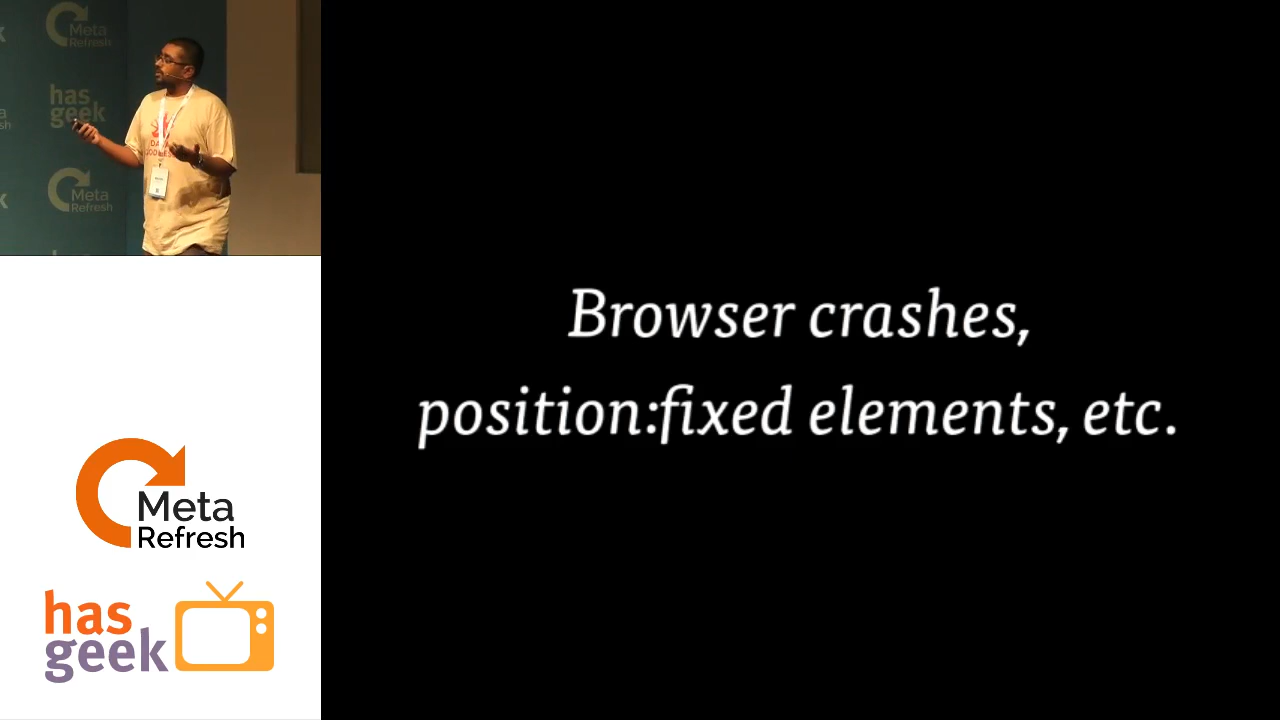 Meta
Refresh
has
geek
Meta
Refresh
Browser crashes,
position:fixed elements, etc.
Meta
Refresh
has
geek